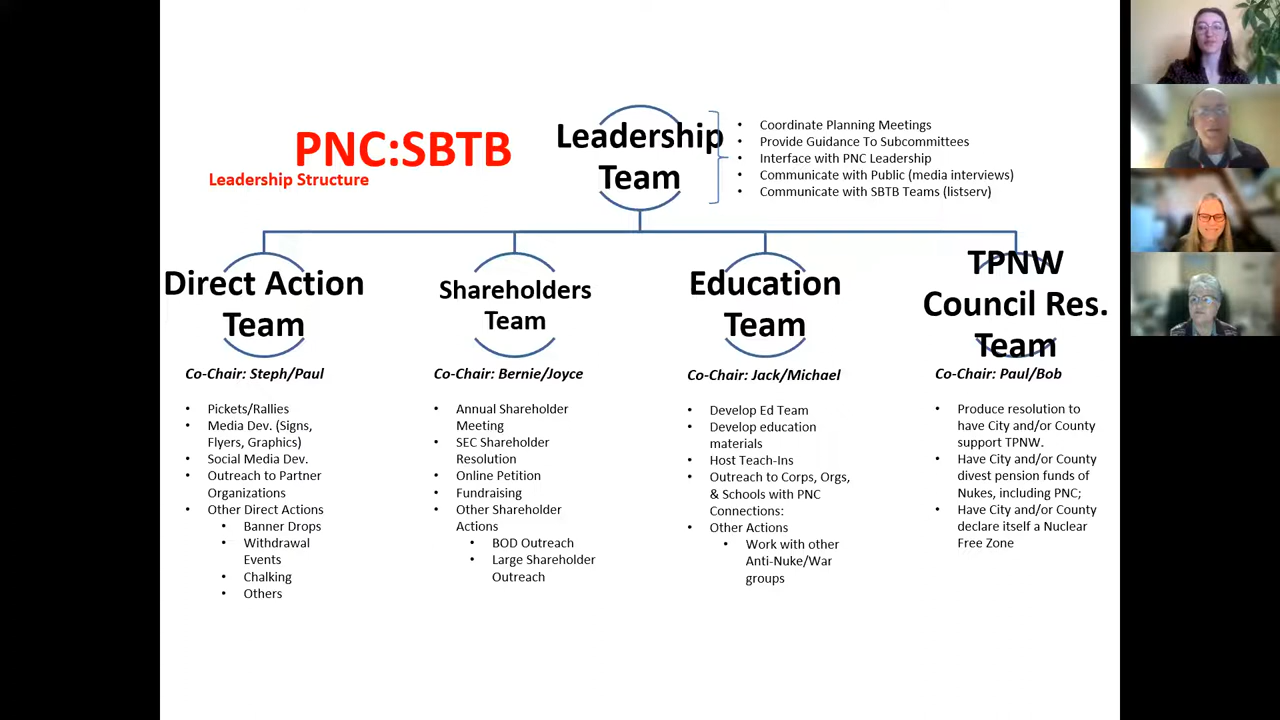 PNC:SBTB
Leadership Structure
Leadership
Team
• Coordinate Planning Meetings
• Provide Guidance To Subcommittees
• Interface with PNC Leadership
• Communicate with Public (media interviews)
• Communicate with SBTB Teams (listserv)
Direct Action
Team
Co-Chair: Steph/Paul
• Pickets/Rallies
• Media Dev. (Signs,
Flyers, Graphics)
• Social Media Dev.
• Outreach to Partner
Organizations
• Other Direct Actions
• Banner Drops
• Withdrawal
Events
• Chalking
• Others
Shareholders
Team
Co-Chair: Bernie/Joyce
• Annual Shareholder
Meeting
• SEC Shareholder
Resolution
• Online Petition
• Fundraising
• Other Shareholder
Actions
• BOD Outreach
• Large Shareholder
Outreach
Education
Team
Co-Chair: Jack/Michael
• Develop Ed Team
• Develop education
materials
• Host Teach-Ins
• Outreach to Corps, Orgs,
& Schools with PNC
Connections:
• Other Actions
• Work with other
Anti-Nuke/War
groups
TPNW
Council Res.
Team
Co-Chair: Paul/Bob
• Produce resolution to
have City and/or County
support TPNW.
• Have City and/or County
divest pension funds of
Nukes, including PNC;
• Have City and/or County
declare itself a Nuclear
Free Zone